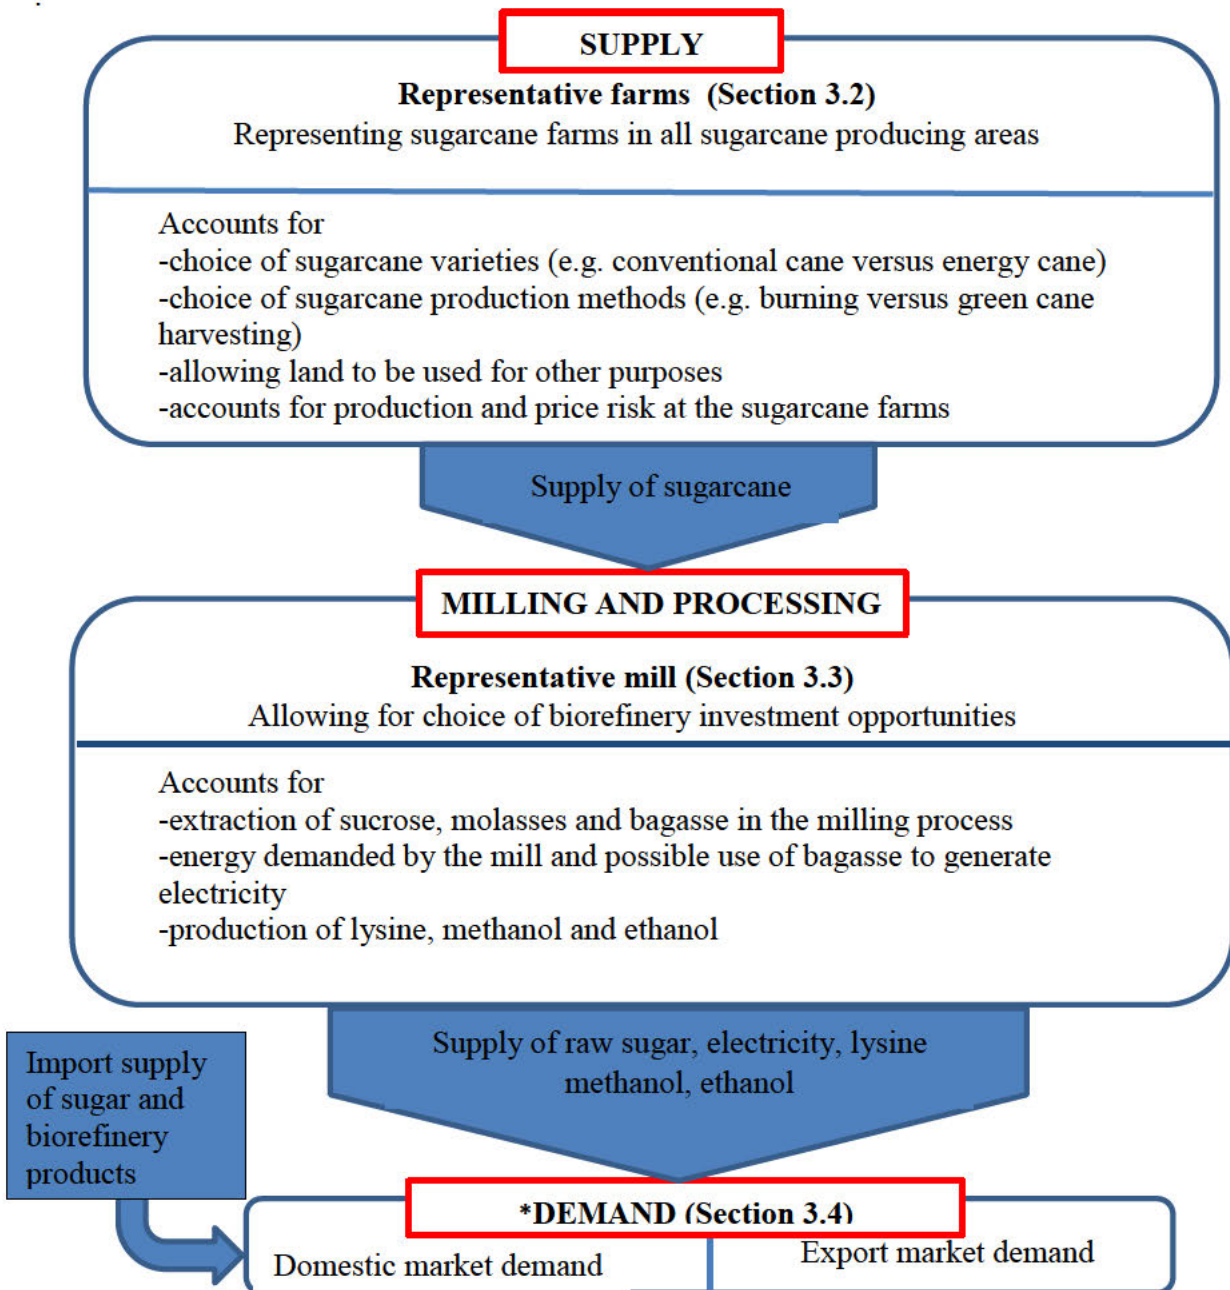 SUPPLY
Representative farms (Section 3.2)
Representing sugarcane farms in all sugarcane producing areas
Accounts for
-choice of sugarcane varieties (e.g. conventional cane versus energy cane)
-choice of sugarcane production methods (e.g. burning versus green cane
harvesting)
-allowing land to be used for other purposes
-accounts for production and price risk at the sugarcane farms
Supply of sugarcane
MILLING AND PROCESSING
Representative mill (Section 3.3)
Allowing for choice of biorefinery investment opportunities
Accounts for
-extraction of sucrose, molasses and bagasse in the milling process
-energy demanded by the mill and possible use of bagasse to generate
electricity
-production of lysine, methanol and ethanol
Supply of raw sugar, electricity, lysine
methanol, ethanol
Import supply
of sugar and
biorefinery
products
*DEMAND (Section 3.4)
Domestic market demand
Export market demand